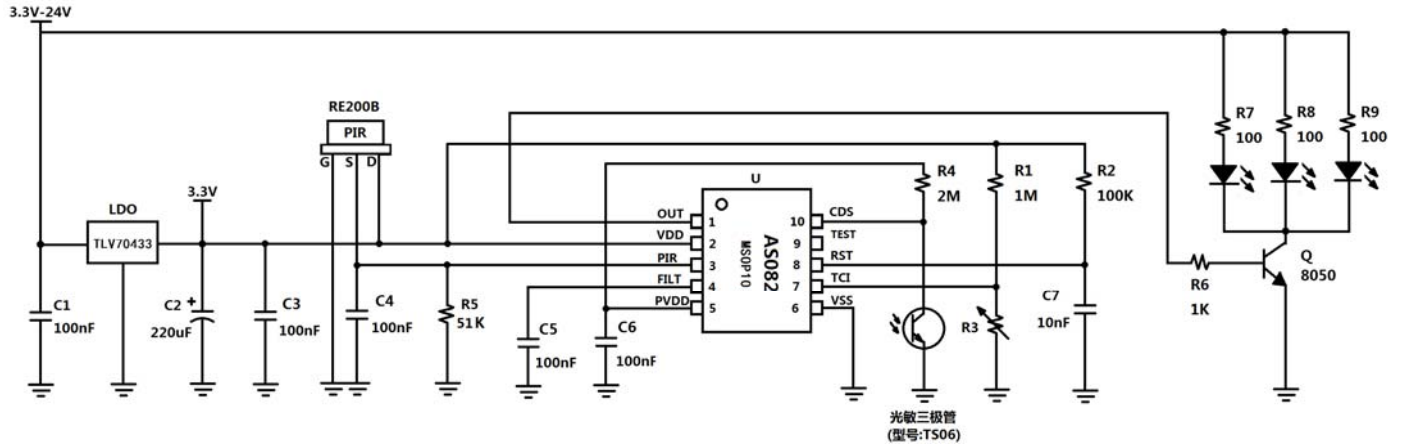 3.3V-24V
RE200B
PIR
G S D
LDO
TLV70433
3.3V
C1
100nF
C2
+
220uF
C3
100nF
C4
100nF
R5
51K
C5
100nF
C6
100nF
U
AS082
MSOP10
OUT
1
VDD
2
PIR
3
FILT
4
PVDD
5
10
CDS
9
TEST
8
RST
7
TCI
6
VSS
R4
2M
R1
1M
R2
100K
R3
C7
10nF
光敏三极管
(型号:TS06)
R7
100
R8
100
R9
100
R6
1K
Q
8050